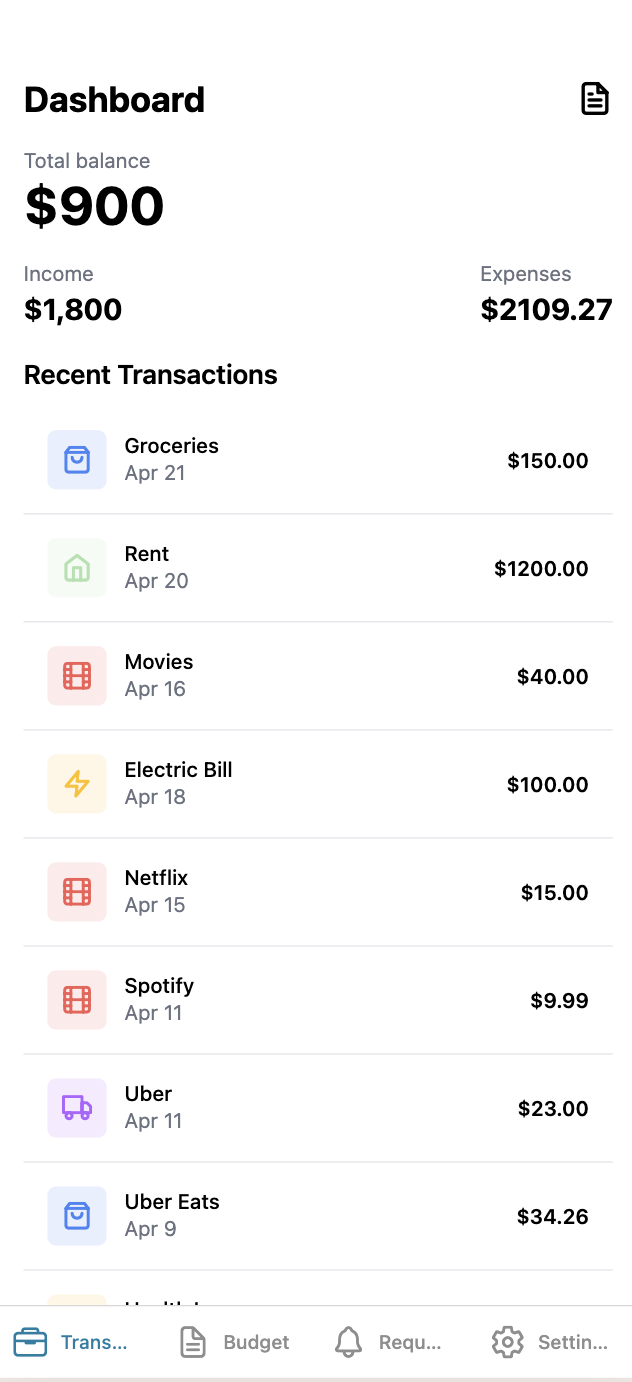 Dashboard
Total balance
$900
Income
Expenses
$1,800
$2109.27
Recent Transactions
Groceries
Apr 21
$150.00
Rent
Apr 20
$1200.00
Movies
Apr 16
$40.00
Electric Bill
Apr 18
$100.00
Netflix
Apr 15
$15.00
Spotify
Apr 11
$9.99
Uber
Apr 11
$23.00
Uber Eats
Apr 9
$34.26
Trans...
Budget
Requ...
Settin...